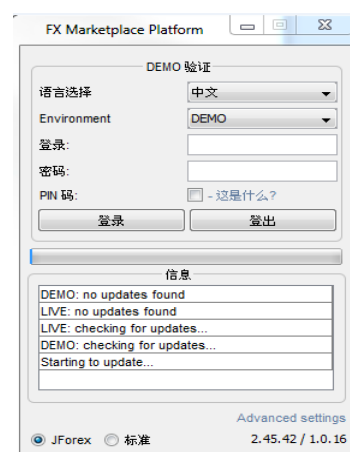 FX Marketplace Platform
DEMO 验证
语言选择 中文
Environment DEMO
登录:
密码:
PIN 码: - 这是什么?
登录 登出
信息
DEMO: no updates found
LIVE: no updates found
LIVE: checking for updates...
DEMO: checking for updates...
Starting to update...
Advanced settings
JForex 标准 2.45.42 / 1.0.16